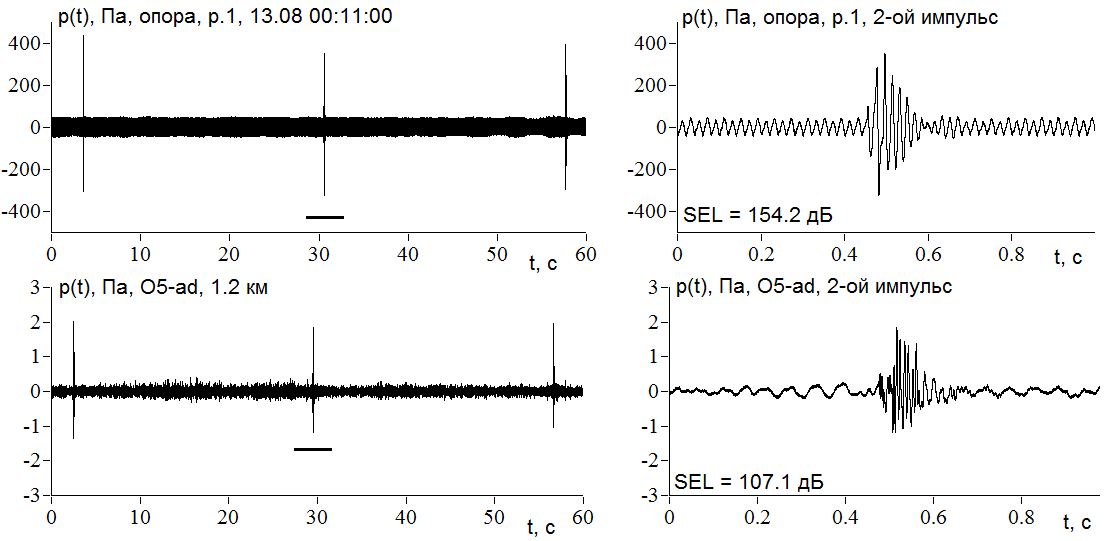 p(t), Па, опора, р.1, 13.08 00:11:00
400
200
0
-200
-400
0 10 20 30 40 50 60
t, с
p(t), Па, опора, р.1, 2-ой импульс
400
200
0
-200
-400
SEL = 154.2 дБ
0 0.2 0.4 0.6 0.8
t, с
p(t), Па, O5-ad, 1.2 км
3
2
1
0
-1
-2
-3
0 10 20 30 40 50 60
t, с
p(t), Па, O5-ad, 2-ой импульс
3
2
1
0
-1
-2
-3
SEL = 107.1 дБ
0 0.2 0.4 0.6 0.8
t, с